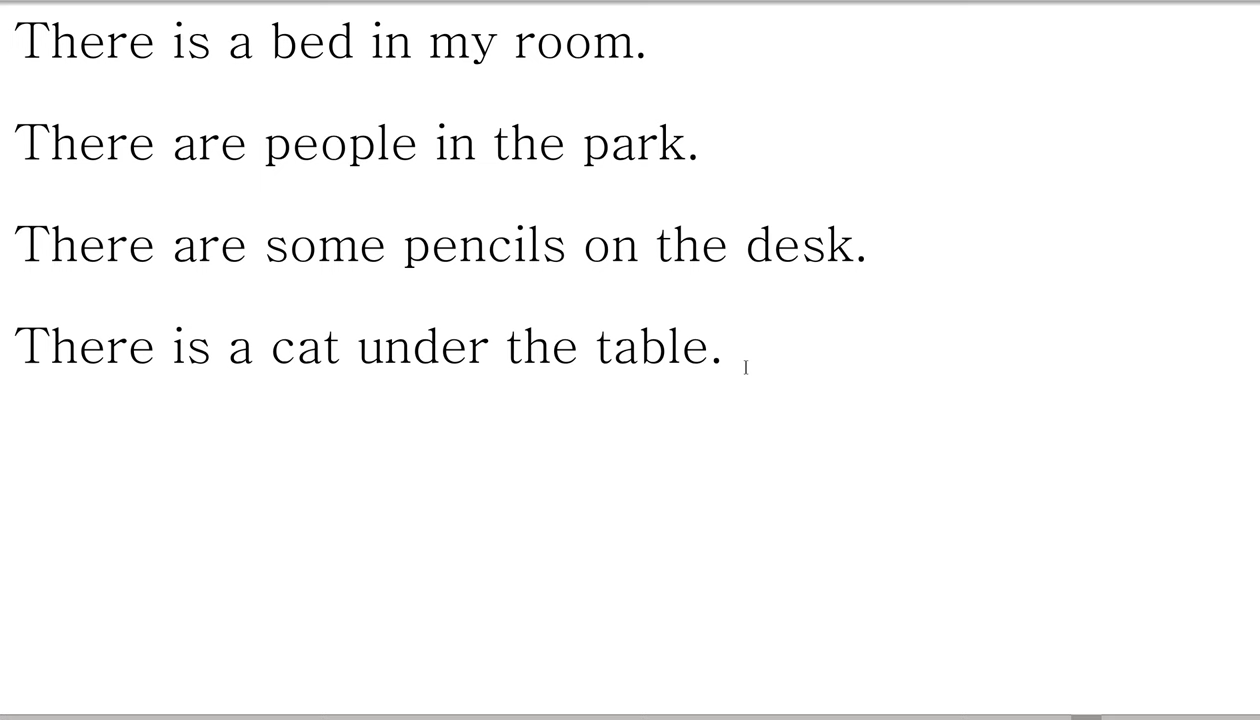 There is a bed in my room.
There are people in the park.
There are some pencils on the desk.
There is a cat under the table.